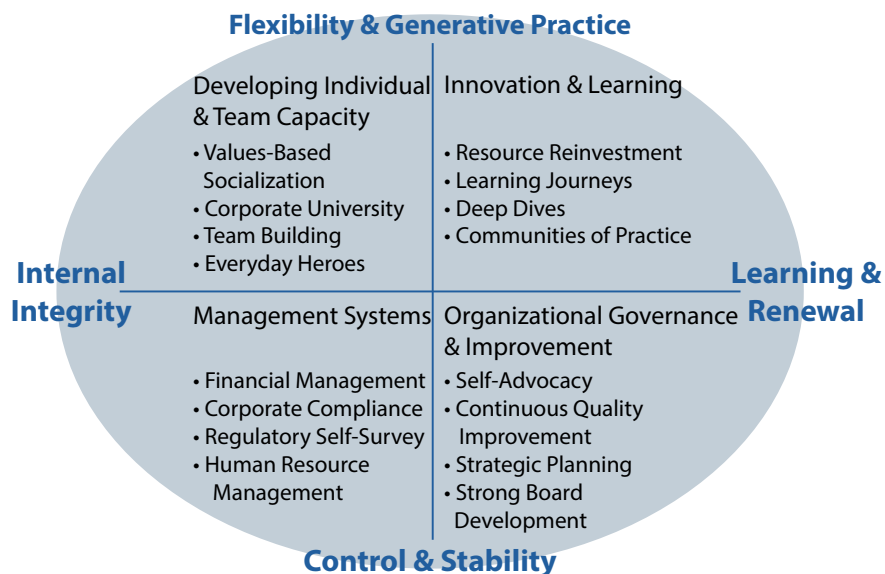 Flexibility & Generative Practice
Developing Individual
& Team Capacity
• Values-Based
Socialization
• Corporate University
• Team Building
• Everyday Heroes
Innovation & Learning
• Resource Reinvestment
• Learning Journeys
• Deep Dives
• Communities of Practice
Internal
Integrity
Learning &
Renewal
Management Systems
• Financial Management
• Corporate Compliance
• Regulatory Self-Survey
• Human Resource
Management
Organizational Governance
& Improvement
• Self-Advocacy
• Continuous Quality
Improvement
• Strategic Planning
• Strong Board
Development
Control & Stability